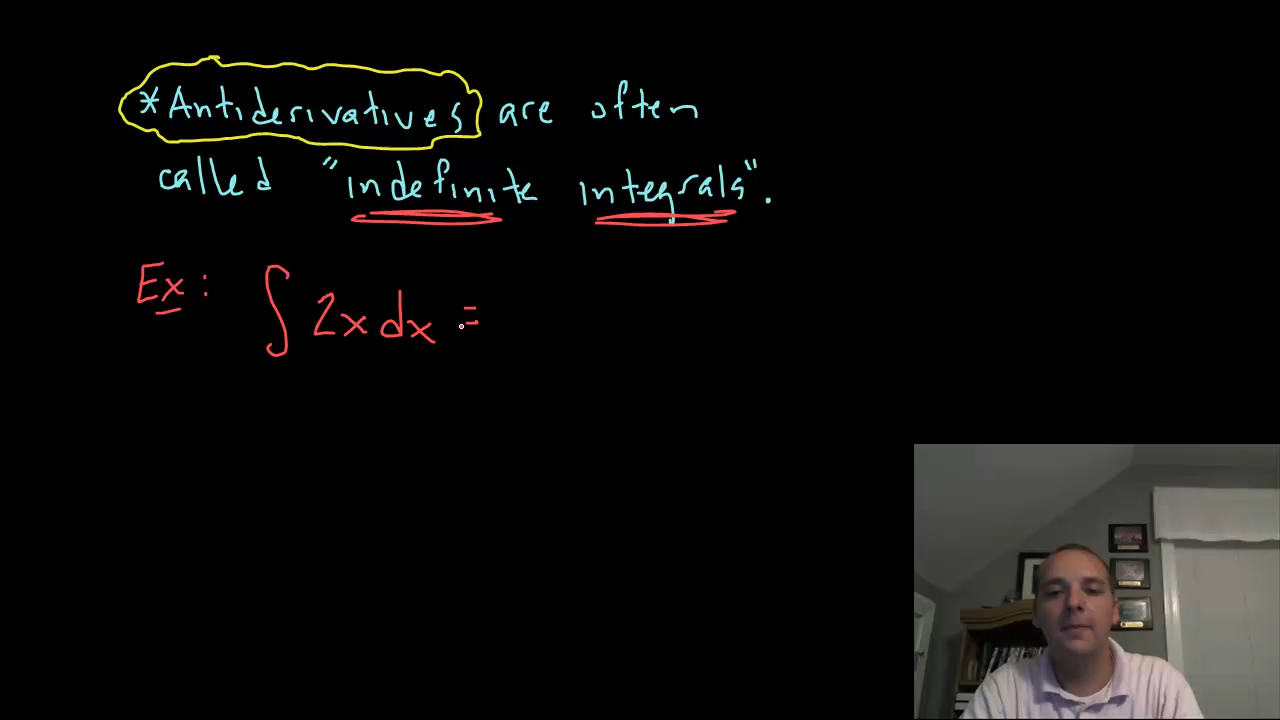 *Antiderivatives are often
called "indefinite integrals".
Ex: ∫ 2x dx =